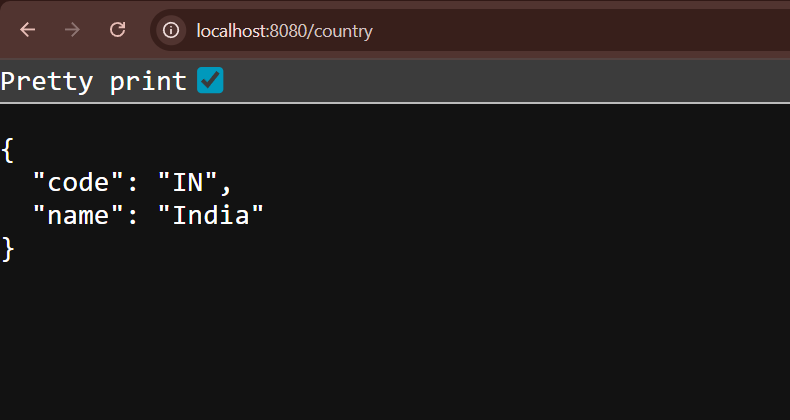 localhost:8080/country
Pretty print
{
  "code": "IN",
  "name": "India"
}